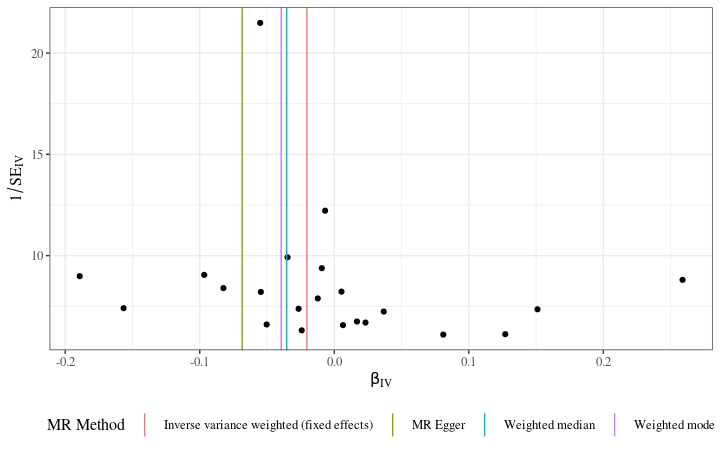 20
15
10
1/SE_IV
-0.2 -0.1 0.0 0.1 0.2
β_IV
MR Method Inverse variance weighted (fixed effects) MR Egger Weighted median Weighted mode